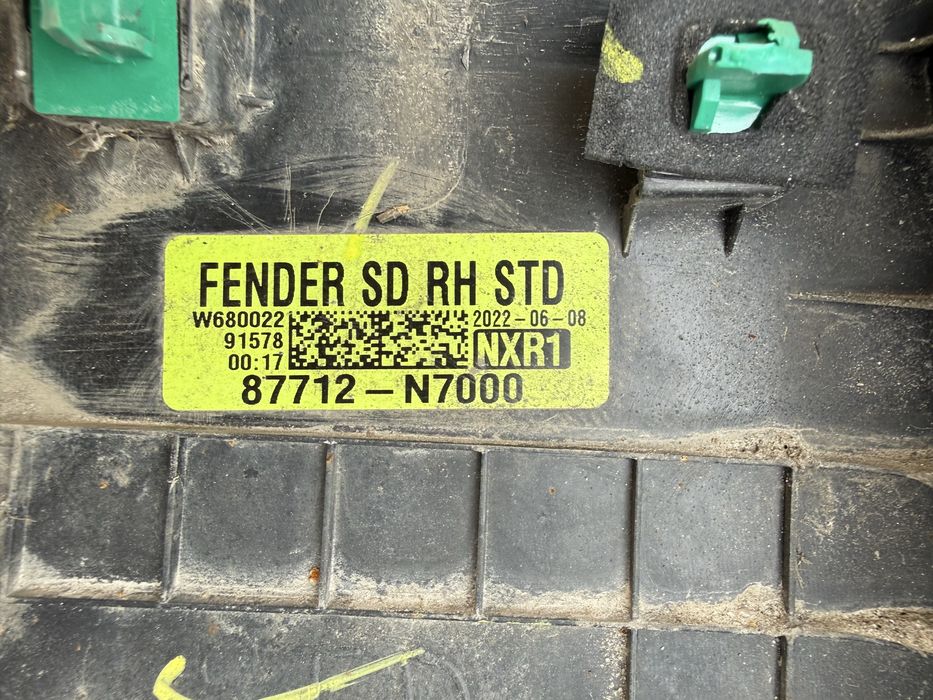 FENDER SD RH STD
W680022 2022-06-08
91578 NXR1
00:17
87712-N7000